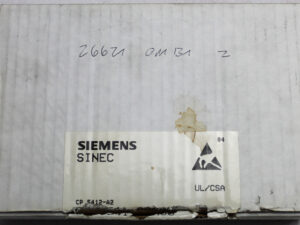 26621 OMB1 2
SIEMENS
SINEC
UL/CSA
CP 5412-A2